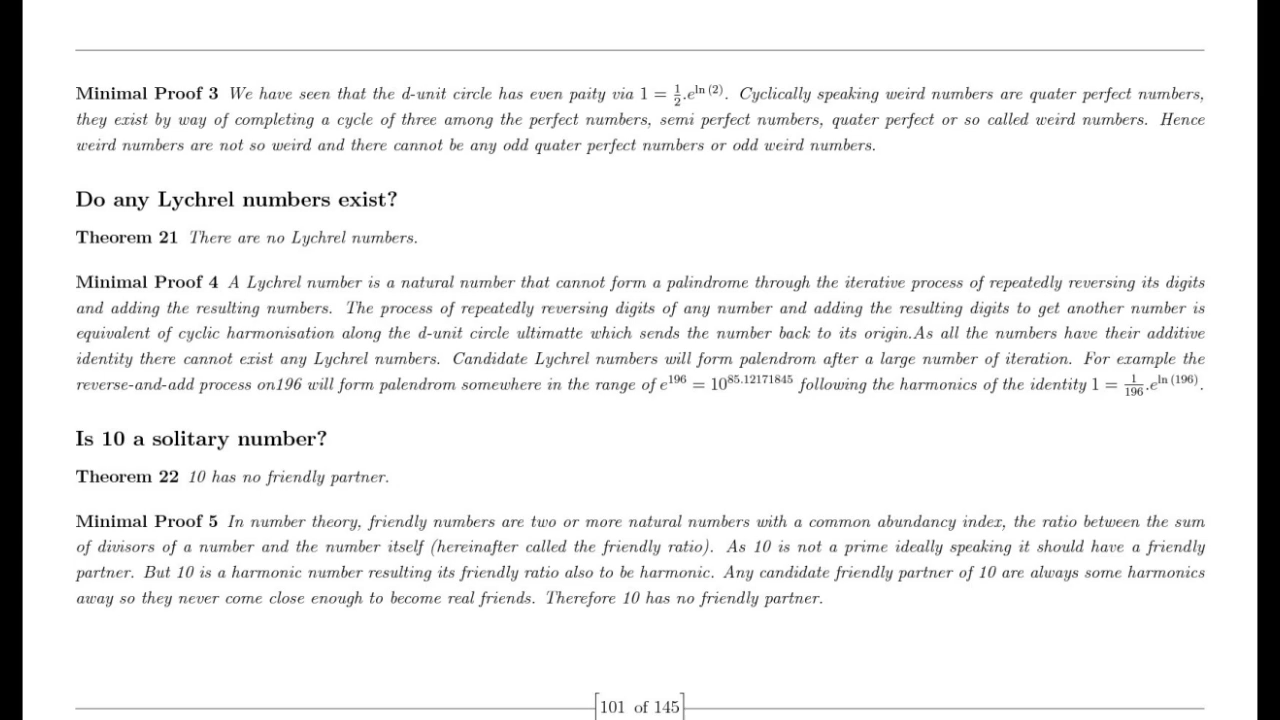 Minimal Proof 3 We have seen that the d-unit circle has even paity via 1 = 1/2.e^ln (2). Cyclically speaking weird numbers are quater perfect numbers,
they exist by way of completing a cycle of three among the perfect numbers, semi perfect numbers, quater perfect or so called weird numbers. Hence
weird numbers are not so weird and there cannot be any odd quater perfect numbers or odd weird numbers.
Do any Lychrel numbers exist?
Theorem 21 There are no Lychrel numbers.
Minimal Proof 4 A Lychrel number is a natural number that cannot form a palindrome through the iterative process of repeatedly reversing its digits
and adding the resulting numbers. The process of repeatedly reversing digits of any number and adding the resulting digits to get another number is
equivalent of cyclic harmonisation along the d-unit circle ultimatte which sends the number back to its origin.As all the numbers have their additive
identity there cannot exist any Lychrel numbers. Candidate Lychrel numbers will form palendrom after a large number of iteration. For example the
reverse-and-add process on196 will form palendrom somewhere in the range of e^196 = 10^85.12171845 following the harmonics of the identity 1 = 1/196.e^ln (196).
Is 10 a solitary number?
Theorem 22 10 has no friendly partner.
Minimal Proof 5 In number theory, friendly numbers are two or more natural numbers with a common abundancy index, the ratio between the sum
of divisors of a number and the number itself (hereinafter called the friendly ratio). As 10 is not a prime ideally speaking it should have a friendly
partner. But 10 is a harmonic number resulting its friendly ratio also to be harmonic. Any candidate friendly partner of 10 are always some harmonics
away so they never come close enough to become real friends. Therefore 10 has no friendly partner.
[101 of 145]